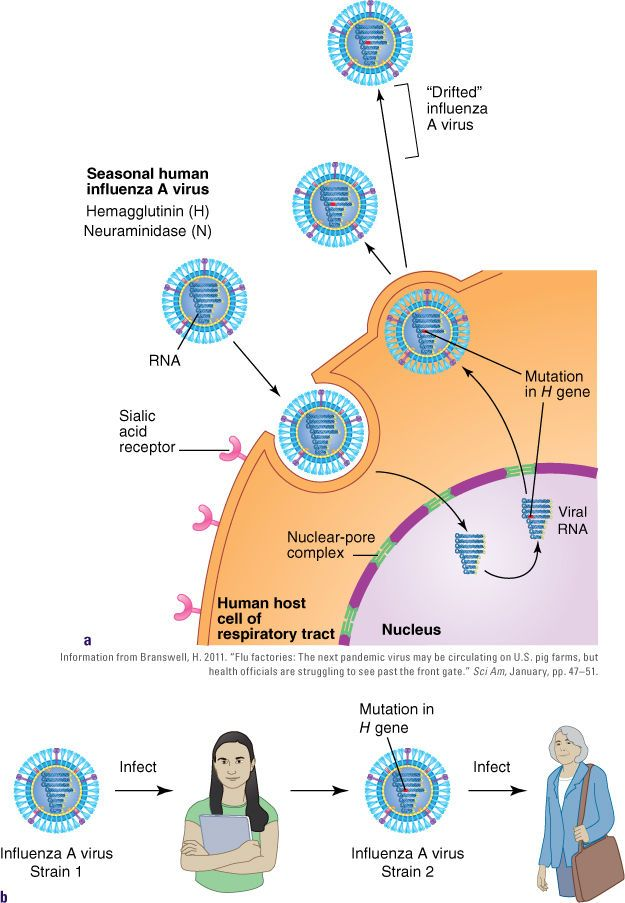 “Drifted”
influenza
A virus
Seasonal human
influenza A virus
Hemagglutinin (H)
Neuraminidase (N)
RNA
Mutation
in H gene
Sialic
acid
receptor
Viral
RNA
Nuclear-pore
complex
Human host
cell of
respiratory tract
Nucleus
a
Information from Branswell, H. 2011. “Flu factories: The next pandemic virus may be circulating on U.S. pig farms, but
health officials are struggling to see past the front gate.” Sci Am, January, pp. 47–51.
Mutation in
H gene
Infect
Infect
Influenza A virus
Strain 1
Influenza A virus
Strain 2
b